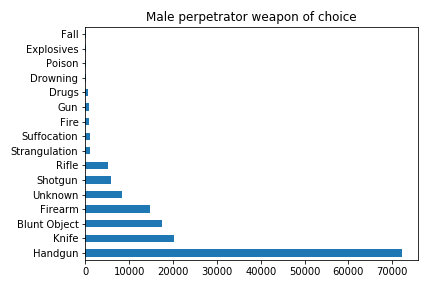 Male perpetrator weapon of choice
Fall
Explosives
Poison
Drowning
Drugs
Gun
Fire
Suffocation
Strangulation
Rifle
Shotgun
Unknown
Firearm
Blunt Object
Knife
Handgun
0 10000 20000 30000 40000 50000 60000 70000